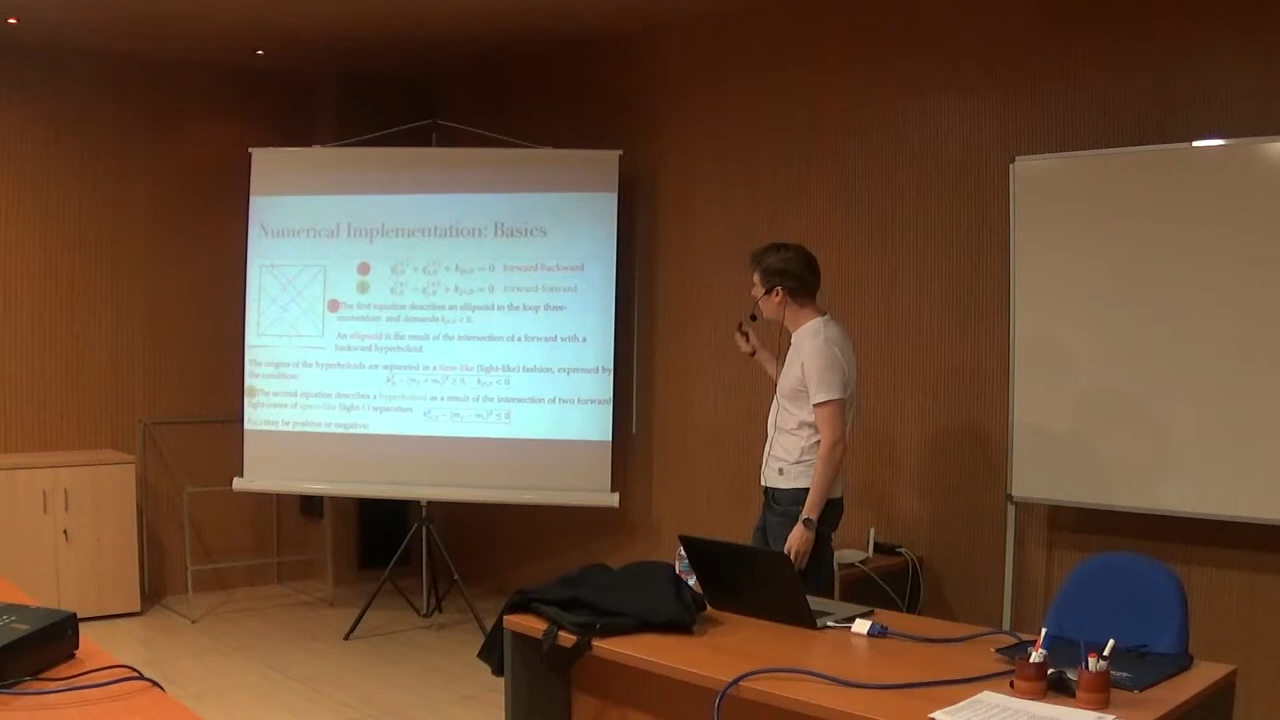 Numerical Implementation: Basics
= 0 forward-backward
= 0 forward-forward
The first equation describes an ellipsoid in the loop three-
momentum and demands
An ellipsoid is the result of the intersection of a forward with a
backward hyperboloid.
The origins of the hyperboloids are separated in a time-like (light-like) fashion, expressed by
the condition:
The second equation describes a hyperboloid as a result of the intersection of two forward
light-cones of space-like separation.
may be positive or negative.